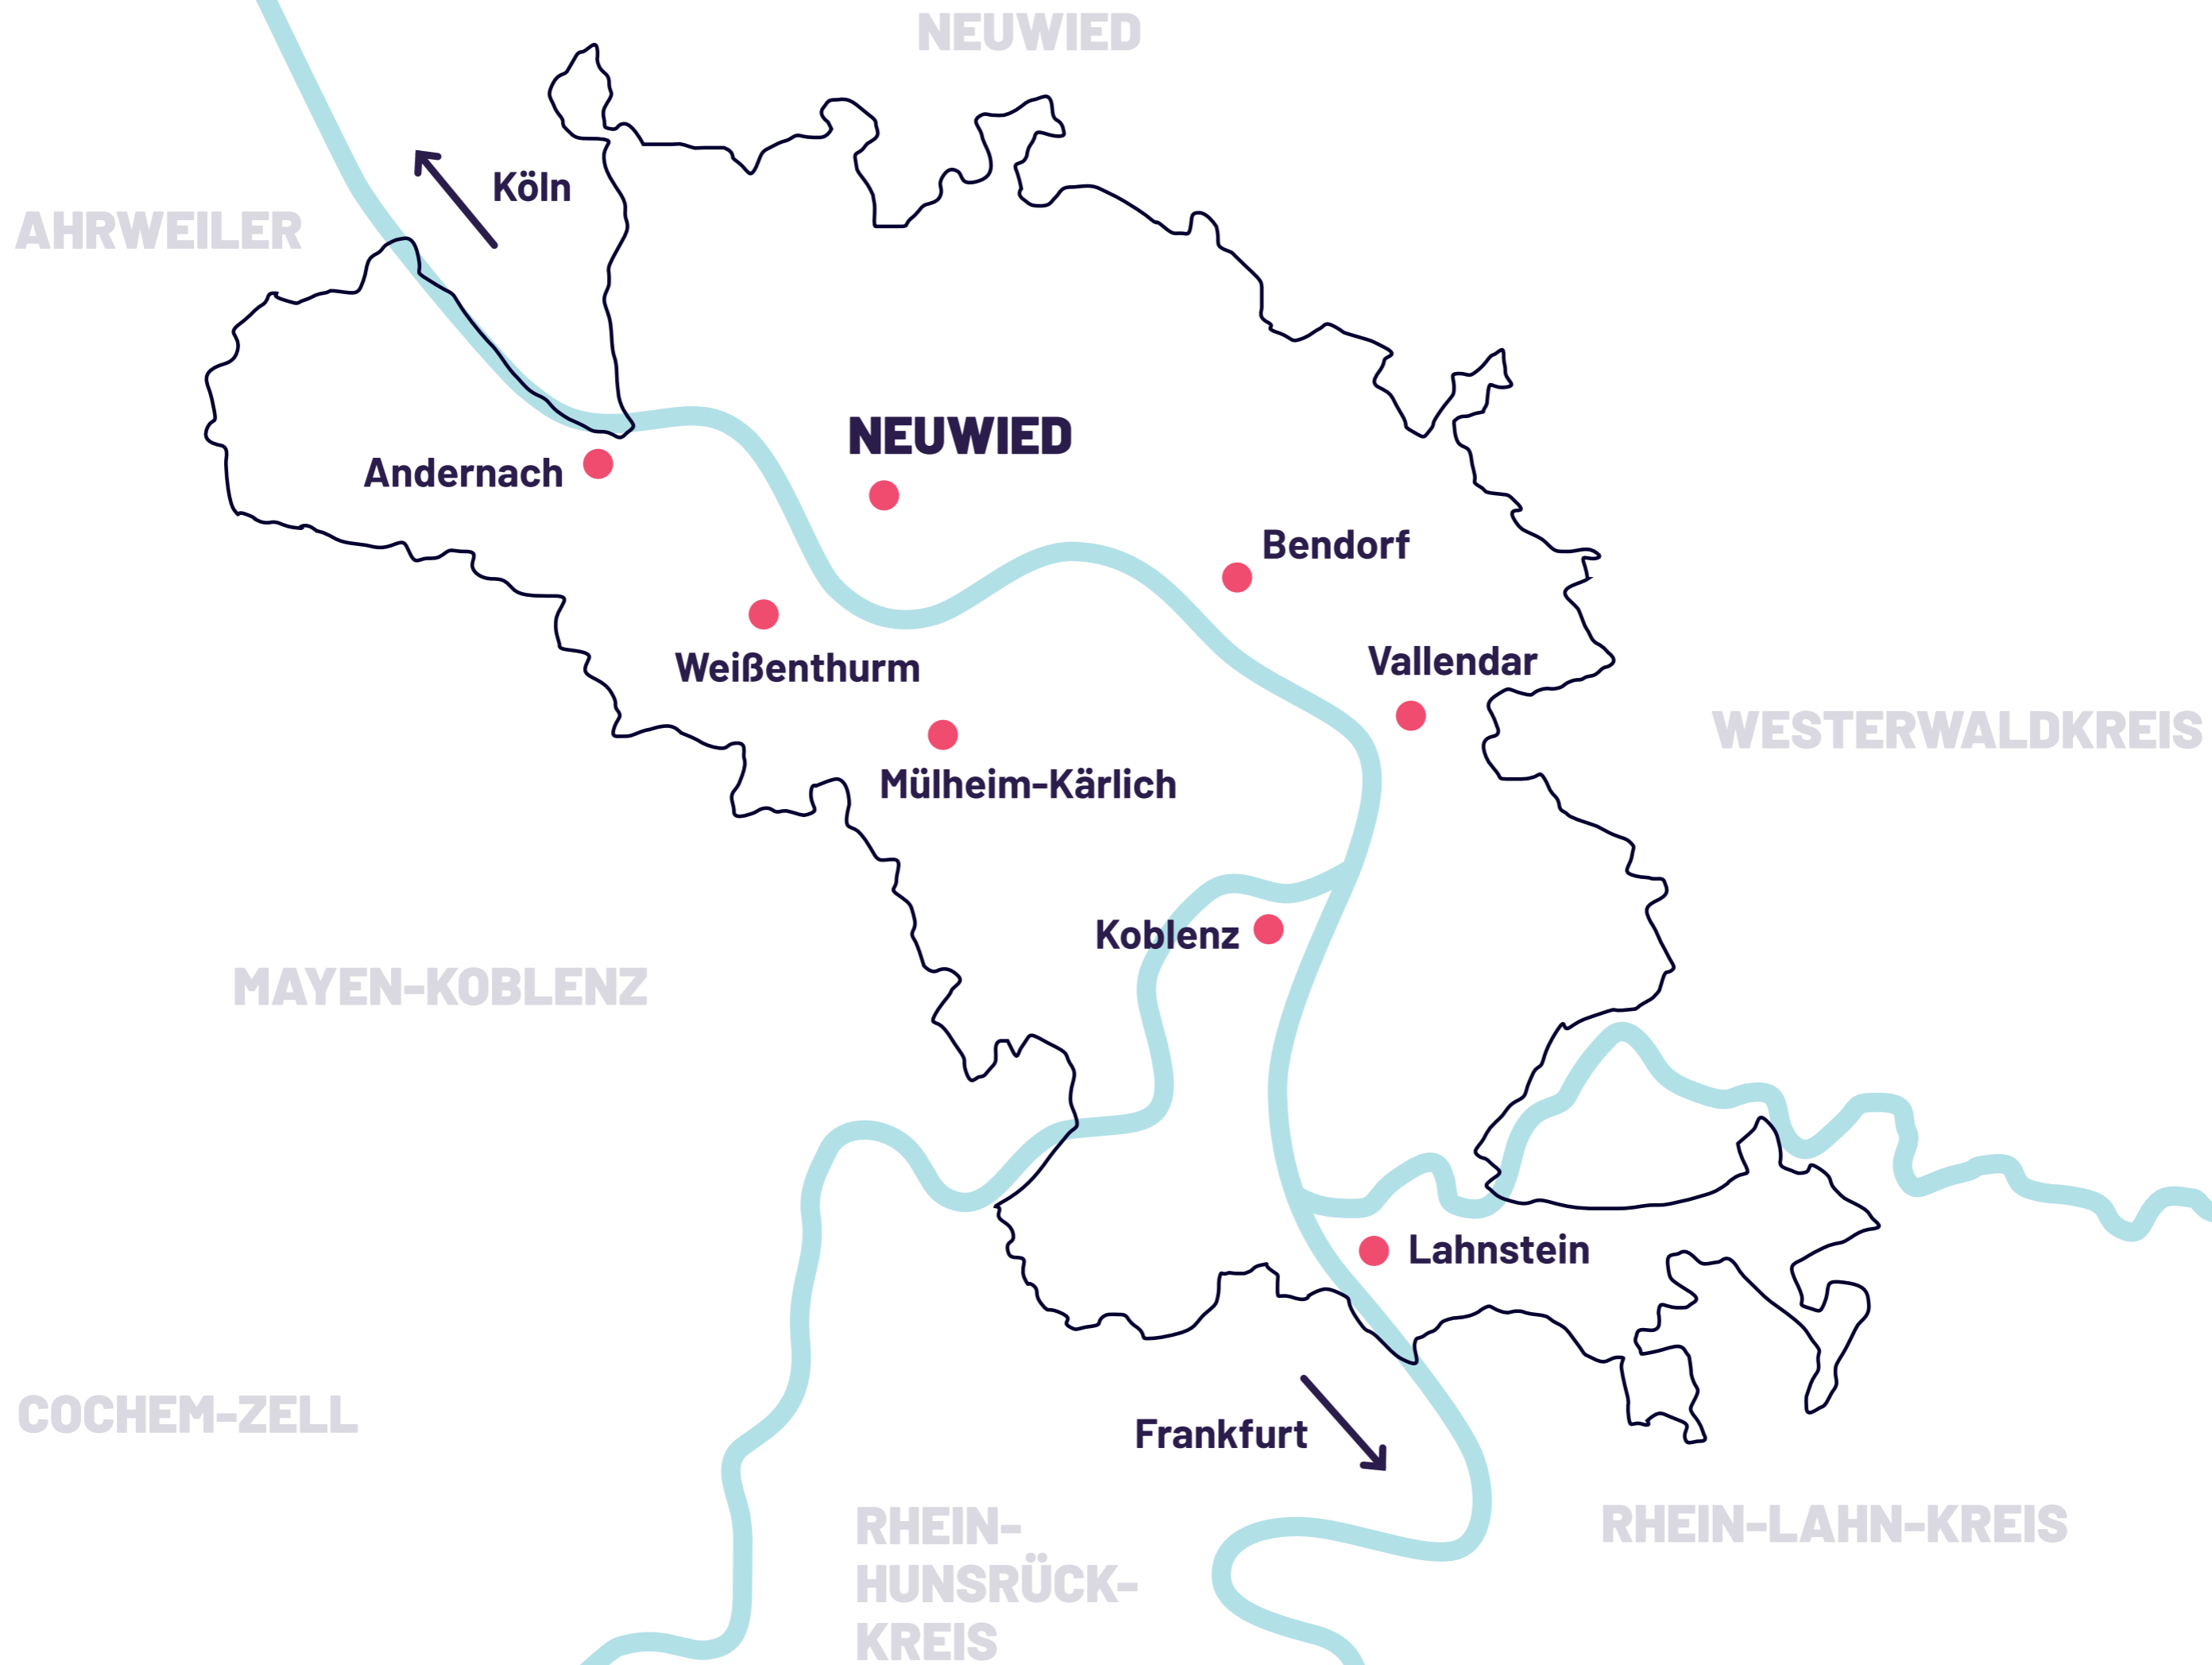 NEUWIED
Köln
AHRWEILER
NEUWIED
Andernach
Bendorf
Weißenthurm
Vallendar
WESTERWALDKREIS
Mülheim-Kärlich
Koblenz
MAYEN-KOBLENZ
Lahnstein
COCHEM-ZELL
Frankfurt
RHEIN-
HUNSRÜCK-
KREIS
RHEIN-LAHN-KREIS